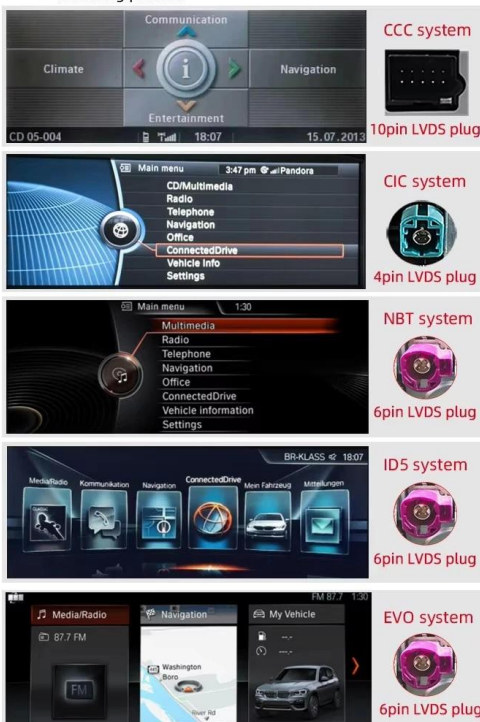 Communication
Climate
Navigation
Entertainment
CD 05-004
18:07
15.07.2013
CCC system
10pin LVDS plug
Main menu
3:47 pm
Pandora
CD/Multimedia
Radio
Telephone
Navigation
Office
ConnectedDrive
Vehicle Info
Settings
CIC system
4pin LVDS plug
Main menu
1:30
Multimedia
Radio
Telephone
Navigation
Office
ConnectedDrive
Vehicle information
Settings
NBT system
6pin LVDS plug
BR-KLASS
18:07
Media/Radio
Kommunikation
Navigation
ConnectedDrive
Mein Fahrzeug
Mitteilungen
CLASSIC
ID5 system
6pin LVDS plug
FM 87.7 1:30
Media/Radio
Navigation
My Vehicle
87.7 FM
--.-
--.-
FM
Washington
Boro
River Rd
EVO system
6pin LVDS plug